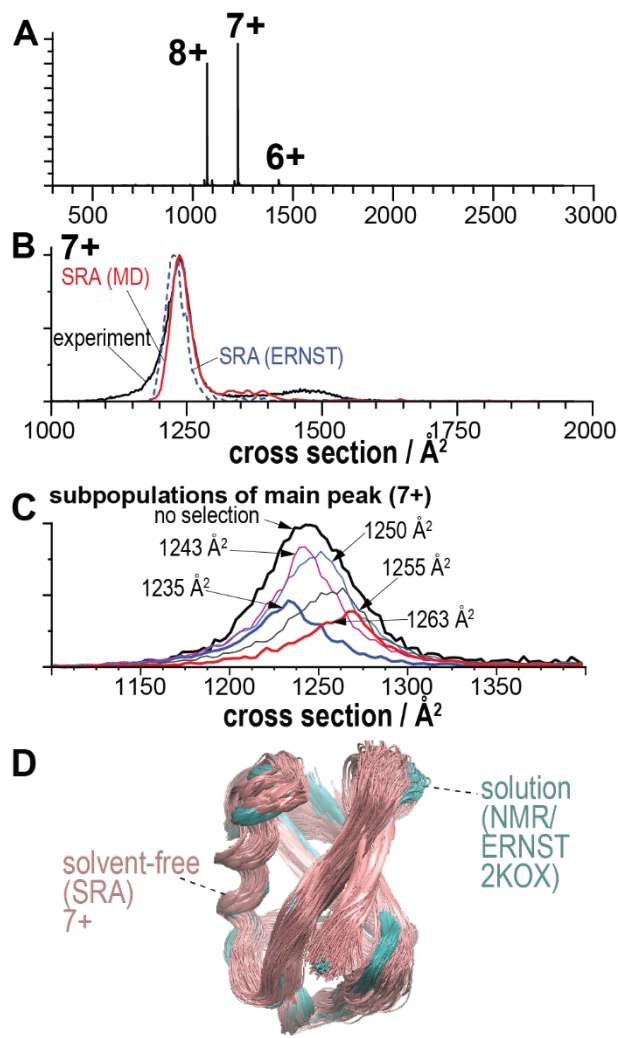 A
8+
7+
6+
500
1000
1500
2000
2500
3000
B
7+
SRA (MD)
experiment
SRA (ERNST)
1000
1250
1500
1750
2000
cross section / Å²
C
subpopulations of main peak (7+)
no selection
1243 Å²
1250 Å²
1235 Å²
1255 Å²
1263 Å²
1150
1200
1250
1300
1350
cross section / Å²
D
solution
(NMR/
ERNST
2KOX)
solvent-free
(SRA)
7+